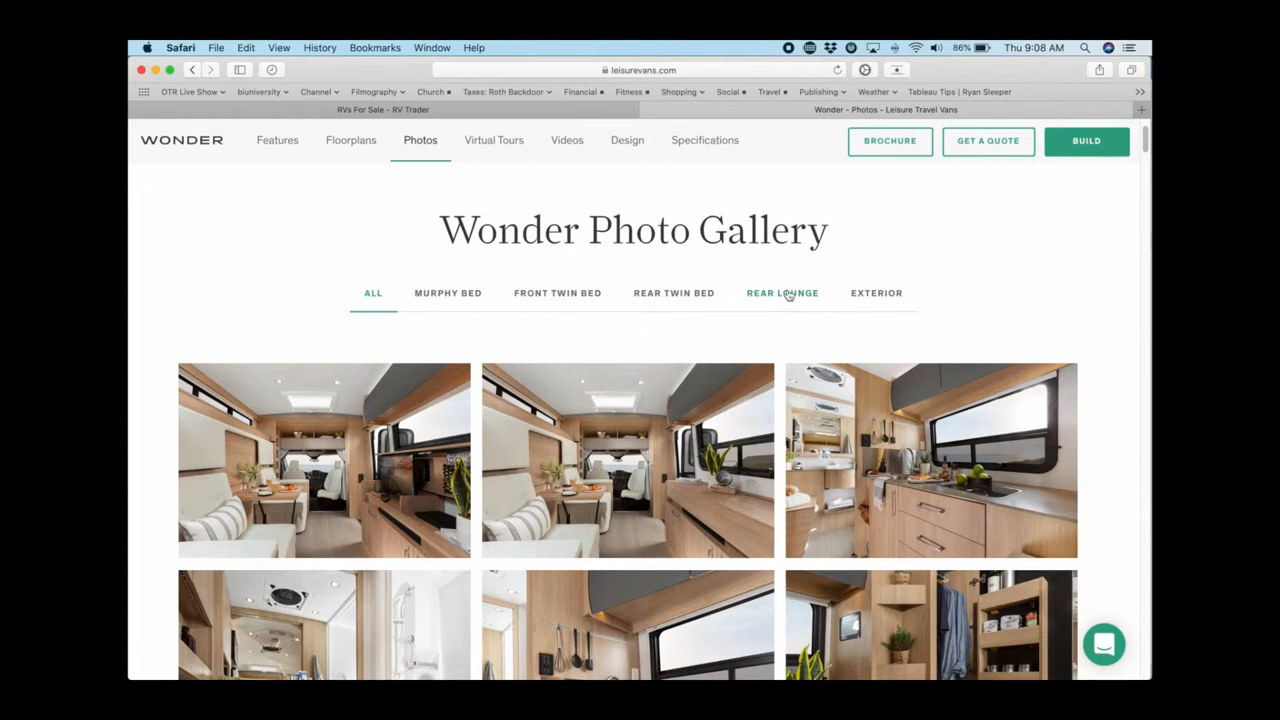 Safari File Edit View History Bookmarks Window Help 86% Thu 9:08 AM
leisurevans.com
OTR Live Show biuniversity Channel Filmography Church Taxes: Roth Backdoor Financial Fitness Shopping Social Travel Publishing Weather Tableau Tips | Ryan Sleeper
RVs For Sale - RV Trader Wonder - Photos - Leisure Travel Vans
WONDER Features Floorplans Photos Virtual Tours Videos Design Specifications BROCHURE GET A QUOTE BUILD
Wonder Photo Gallery
ALL MURPHY BED FRONT TWIN BED REAR TWIN BED REAR LOUNGE EXTERIOR